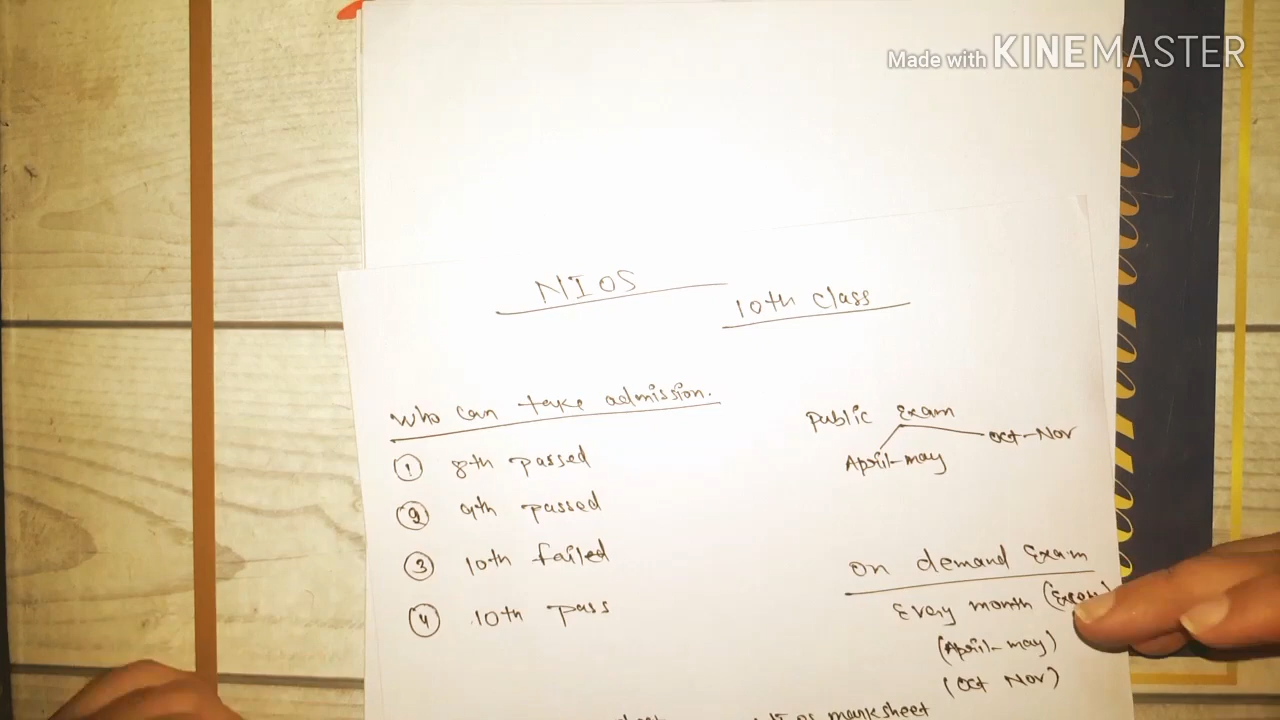 Made with KINEMASTER
NIOS
10th class
who can take admission.
① 8th passed
② 9th passed
③ 10th failed
④ 10th pass
Public Exam
April-may
Oct-Nov
On demand Exam
Every month (Exam)
(April-may)
(Oct Nov)
marksheet